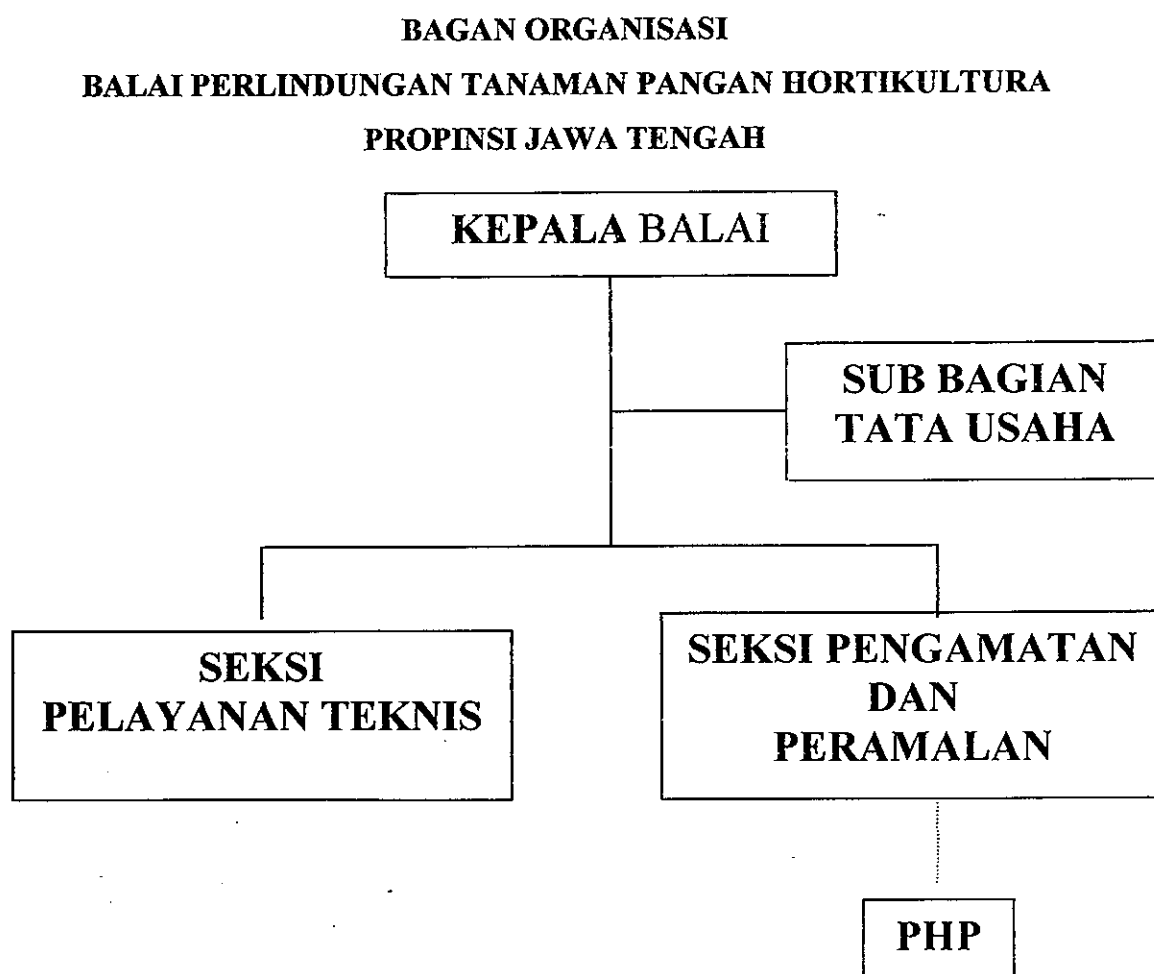 BAGAN ORGANISASI
BALAI PERLINDUNGAN TANAMAN PANGAN HORTIKULTURA
PROPINSI JAWA TENGAH
KEPALA BALAI
SUB BAGIAN
TATA USAHA
SEKSI
PELAYANAN TEKNIS
SEKSI PENGAMATAN
DAN
PERAMALAN
PHP